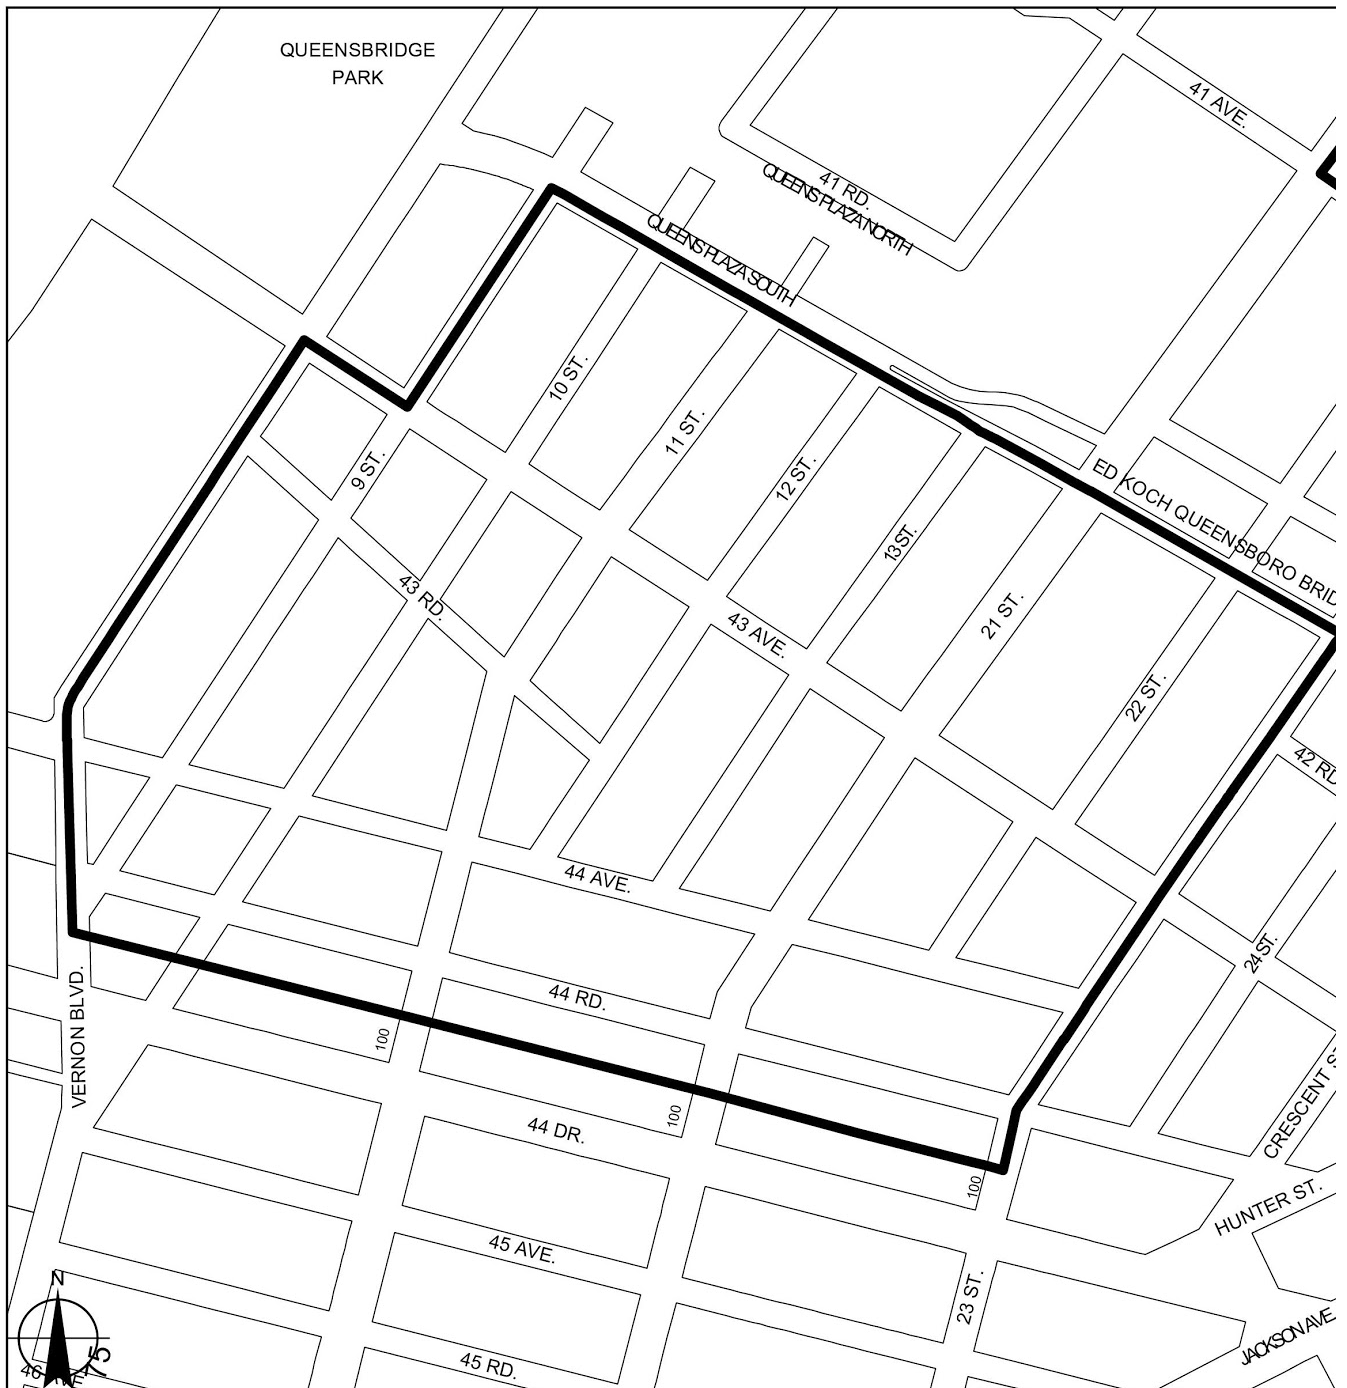 QUEENSBRIDGE
PARK
41 AVE.
41 RD.
QUEENS PLAZA NORTH
QUEENS PLAZA SOUTH
10 ST.
11 ST.
9 ST.
12 ST.
ED KOCH QUEENSBORO BRID
13 ST.
43 RD.
21 ST.
43 AVE.
22 ST.
42 RD.
44 AVE.
24 ST.
44 RD.
VERNON BLVD.
100
100
CRESCENT S
44 DR.
100
HUNTER ST.
45 AVE.
N
23 ST.
JACKSON AVE
45 RD.
75
46